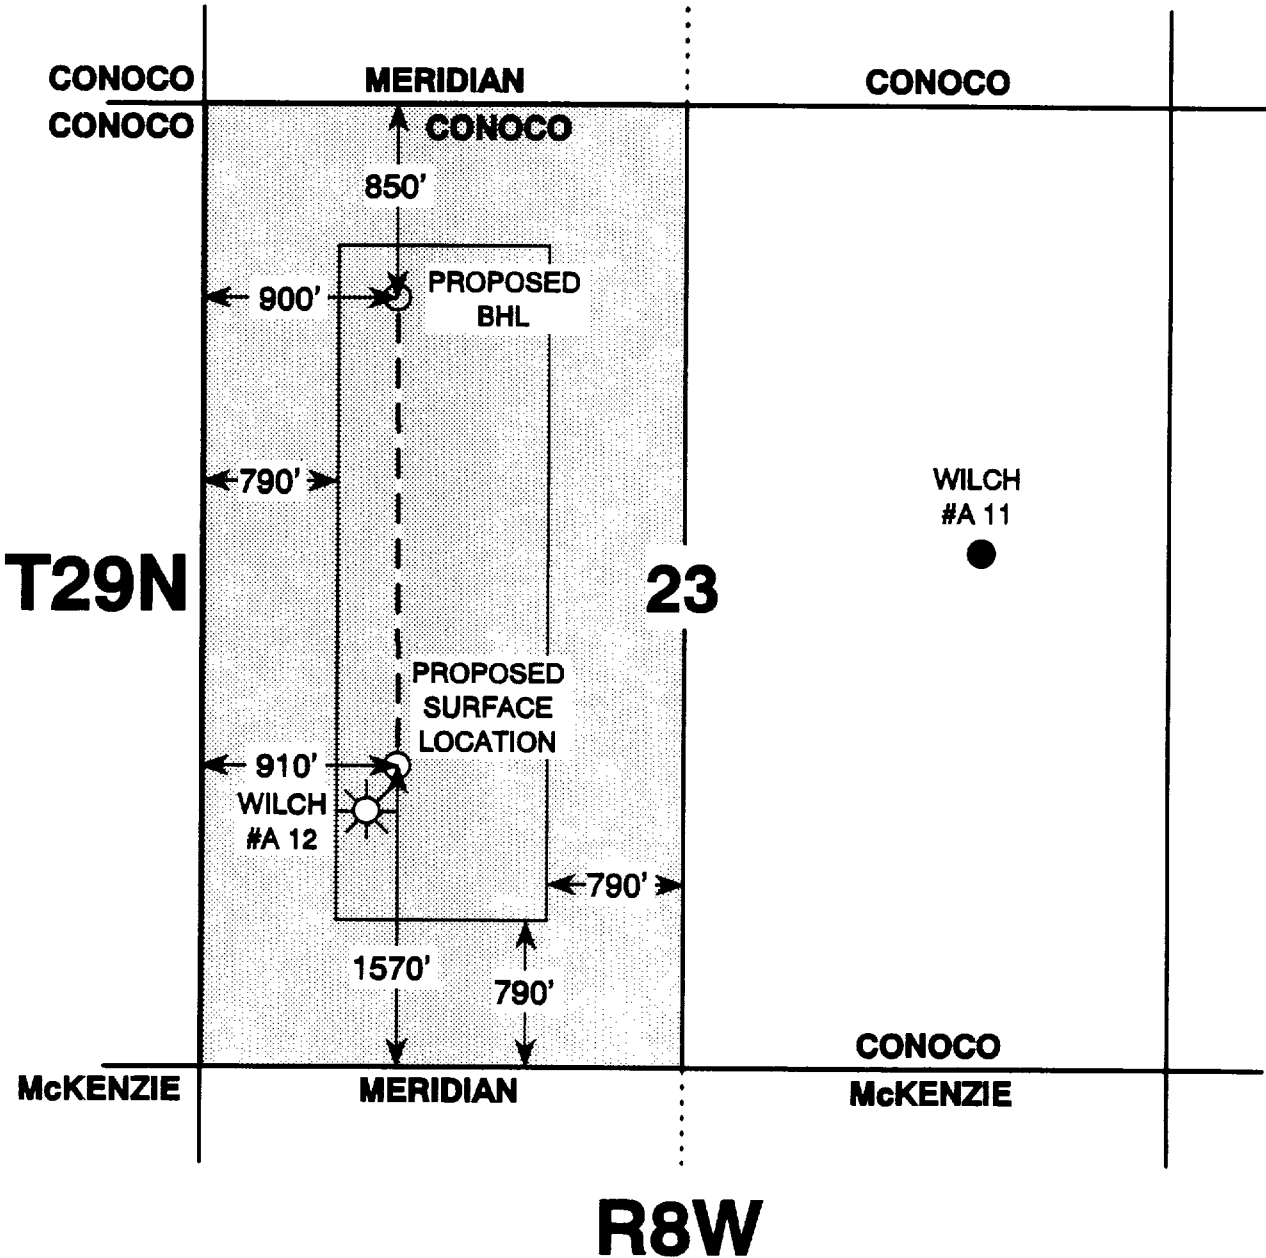 CONOCO
MERIDIAN
CONOCO
CONOCO
CONOCO
850'
900'
PROPOSED
BHL
790'
WILCH
#A 11
T29N
23
PROPOSED
SURFACE
LOCATION
910'
WILCH
#A 12
790'
1570'
790'
CONOCO
McKENZIE
MERIDIAN
McKENZIE
R8W